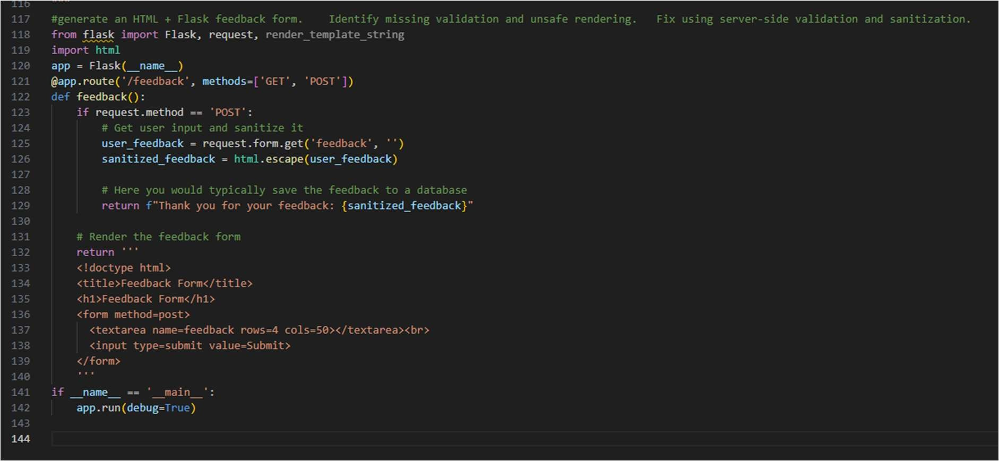 116 """
117 #generate an HTML + Flask feedback form.    Identify missing validation and unsafe rendering.   Fix using server-side validation and sanitization.
118 from flask import Flask, request, render_template_string
119 import html
120 app = Flask(__name__)
121 @app.route('/feedback', methods=['GET', 'POST'])
122 def feedback():
123     if request.method == 'POST':
124         # Get user input and sanitize it
125         user_feedback = request.form.get('feedback', '')
126         sanitized_feedback = html.escape(user_feedback)
127
128         # Here you would typically save the feedback to a database
129         return f"Thank you for your feedback: {sanitized_feedback}"
130
131     # Render the feedback form
132     return '''
133     <!doctype html>
134     <title>Feedback Form</title>
135     <h1>Feedback Form</h1>
136     <form method=post>
137       <textarea name=feedback rows=4 cols=50></textarea><br>
138       <input type=submit value=Submit>
139     </form>
140     '''
141 if __name__ == '__main__':
142     app.run(debug=True)
143
144